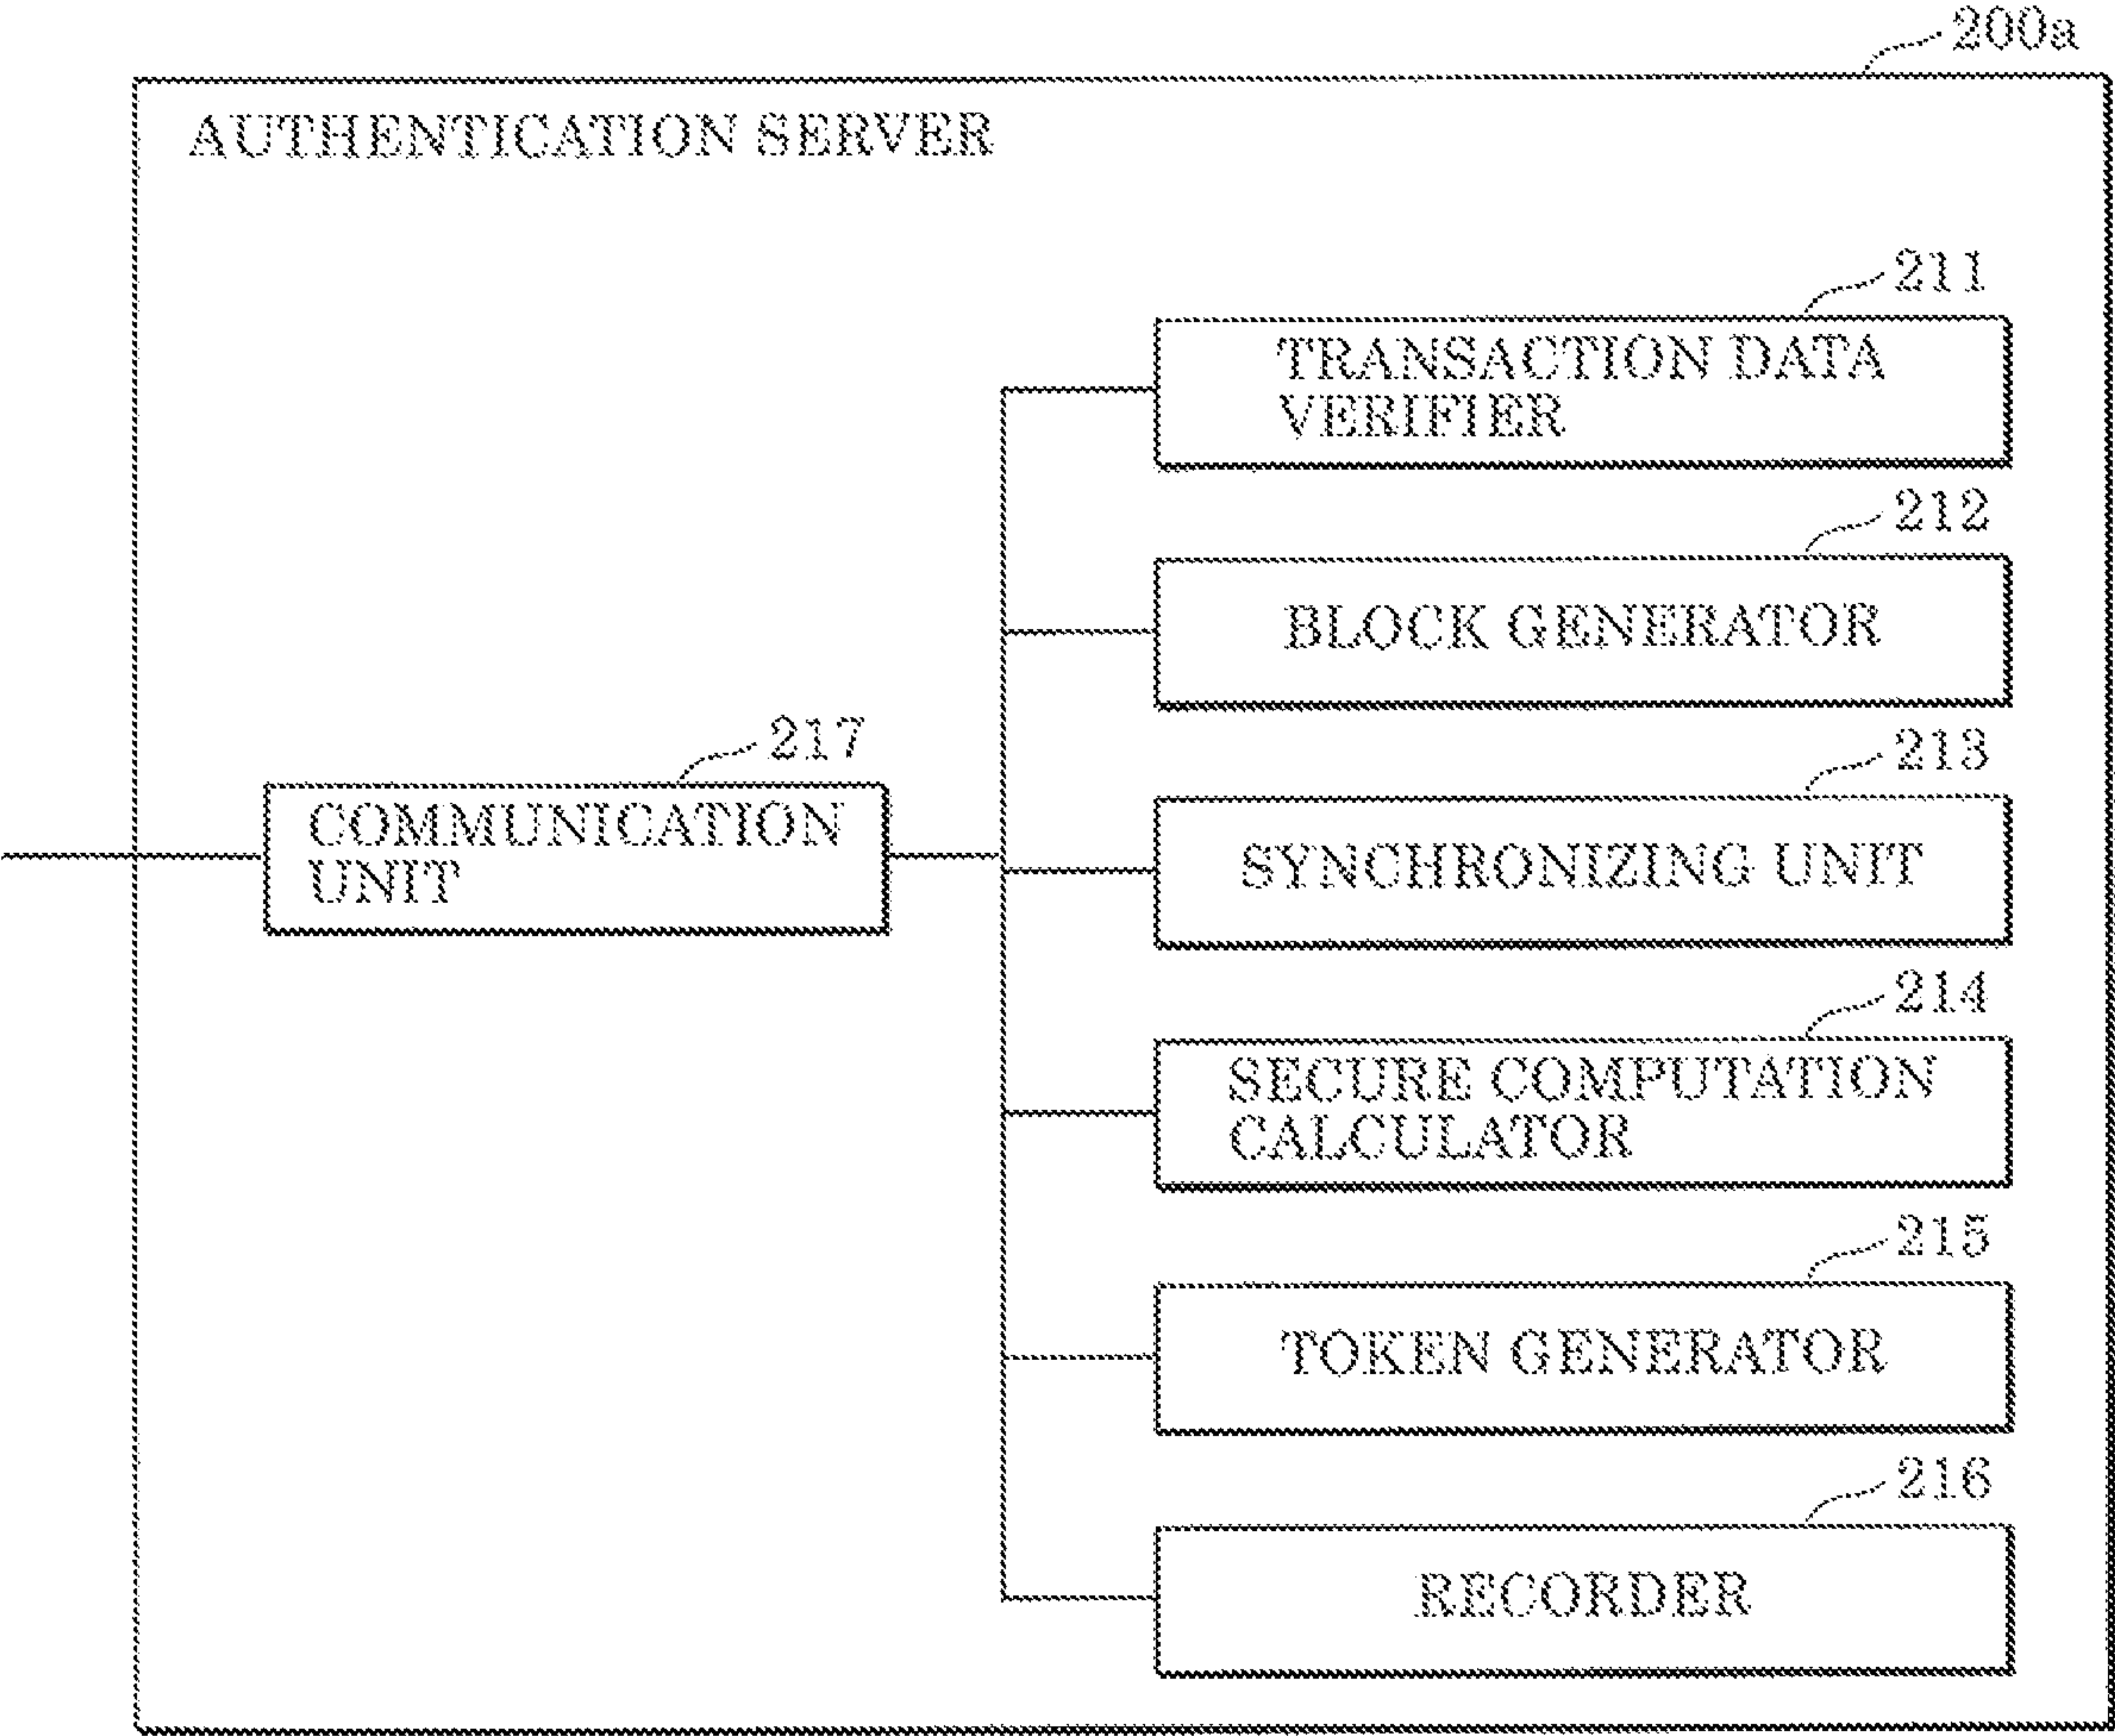 200a
AUTHENTICATION SERVER
211
TRANSACTION DATA
VERIFIER
212
BLOCK GENERATOR
217
COMMUNICATION
UNIT
213
SYNCHRONIZING UNIT
214
SECURE COMPUTATION
CALCULATOR
215
TOKEN GENERATOR
216
RECORDER